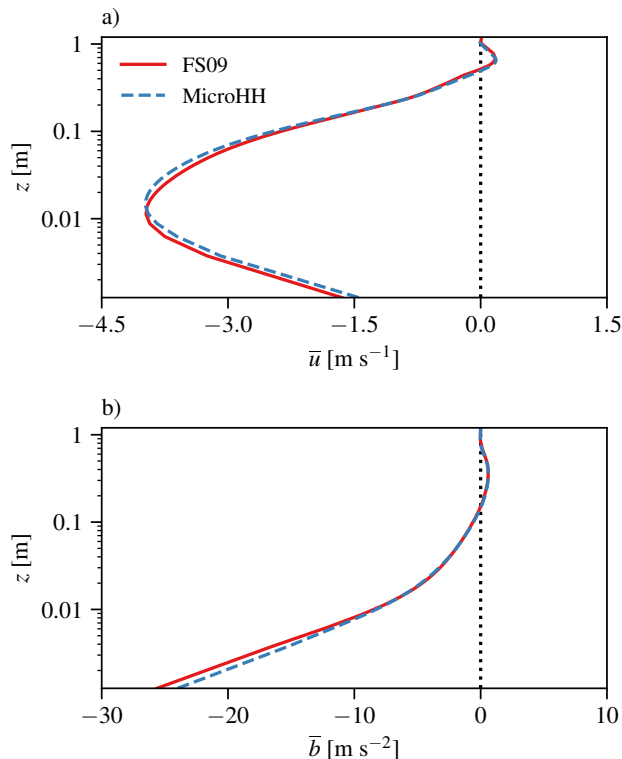 a)
1
0.1
0.01
z [m]
FS09
MicroHH
−4.5 −3.0 −1.5 0.0 1.5
u̅ [m s⁻¹]
b)
1
0.1
0.01
z [m]
−30 −20 −10 0 10
b̅ [m s⁻²]